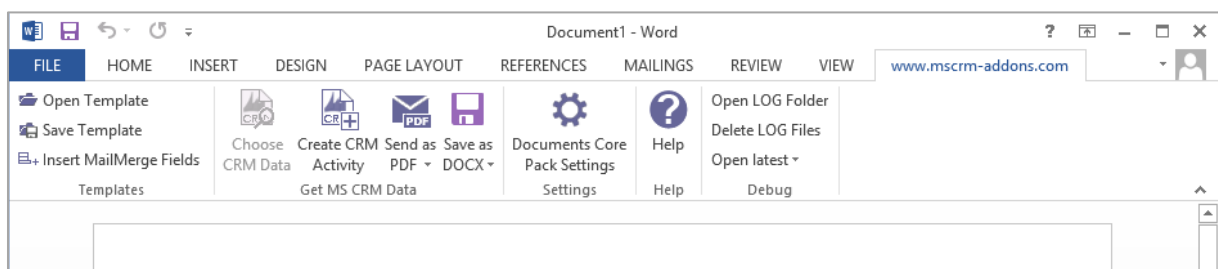 Document1 - Word
FILE HOME INSERT DESIGN PAGE LAYOUT REFERENCES MAILINGS REVIEW VIEW www.mscrm-addons.com
Open Template
Save Template
Insert MailMerge Fields
Templates
Choose
CRM Data
Create CRM
Activity
PDF
Send as
PDF
Save as
DOCX
Get MS CRM Data
Documents Core
Pack Settings
Settings
Help
Help
Open LOG Folder
Delete LOG Files
Open latest
Debug